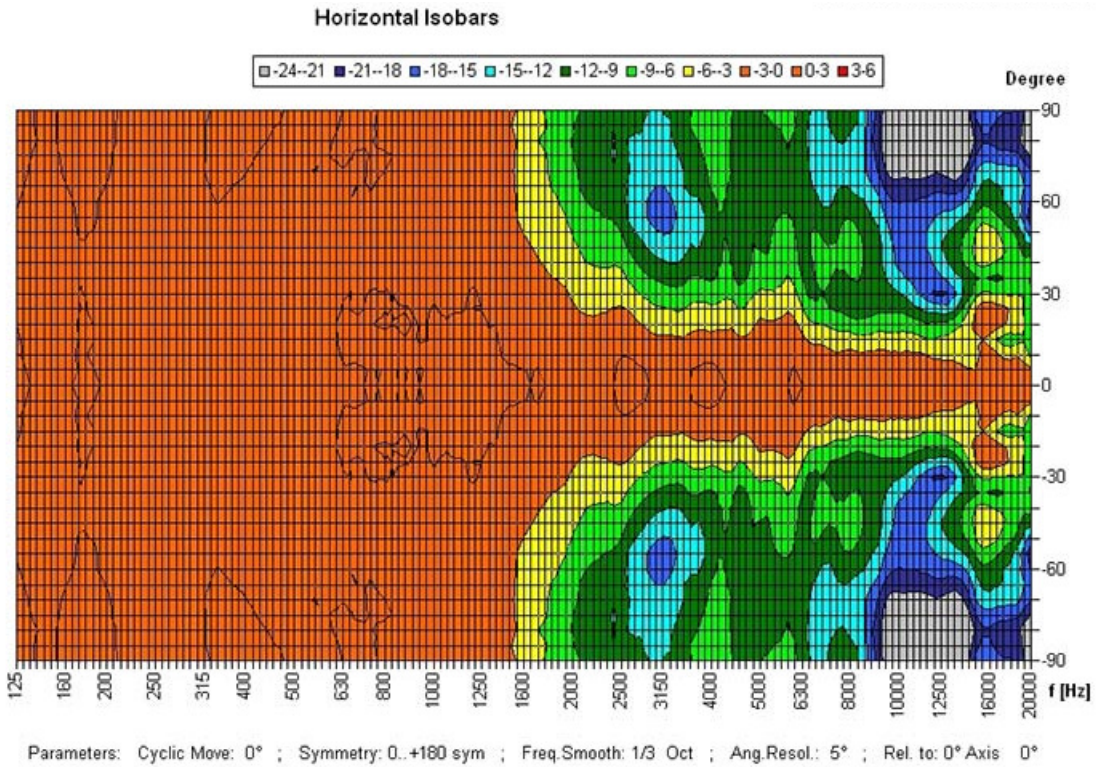 Horizontal Isobars
-24--21 -21--18 -18--15 -15--12 -12--9 -9--6 -6--3 -3-0 0-3 3-6
Degree
90
60
30
0
-30
-60
-90
125 160 200 250 315 400 500 630 800 1000 1250 1600 2000 2500 3150 4000 5000 6300 8000 10000 12500 16000 20000 f [Hz]
Parameters: Cyclic Move: 0° ; Symmetry: 0..+180 sym ; Freq.Smooth: 1/3 Oct ; Ang.Resol.: 5° ; Rel. to: 0° Axis 0°